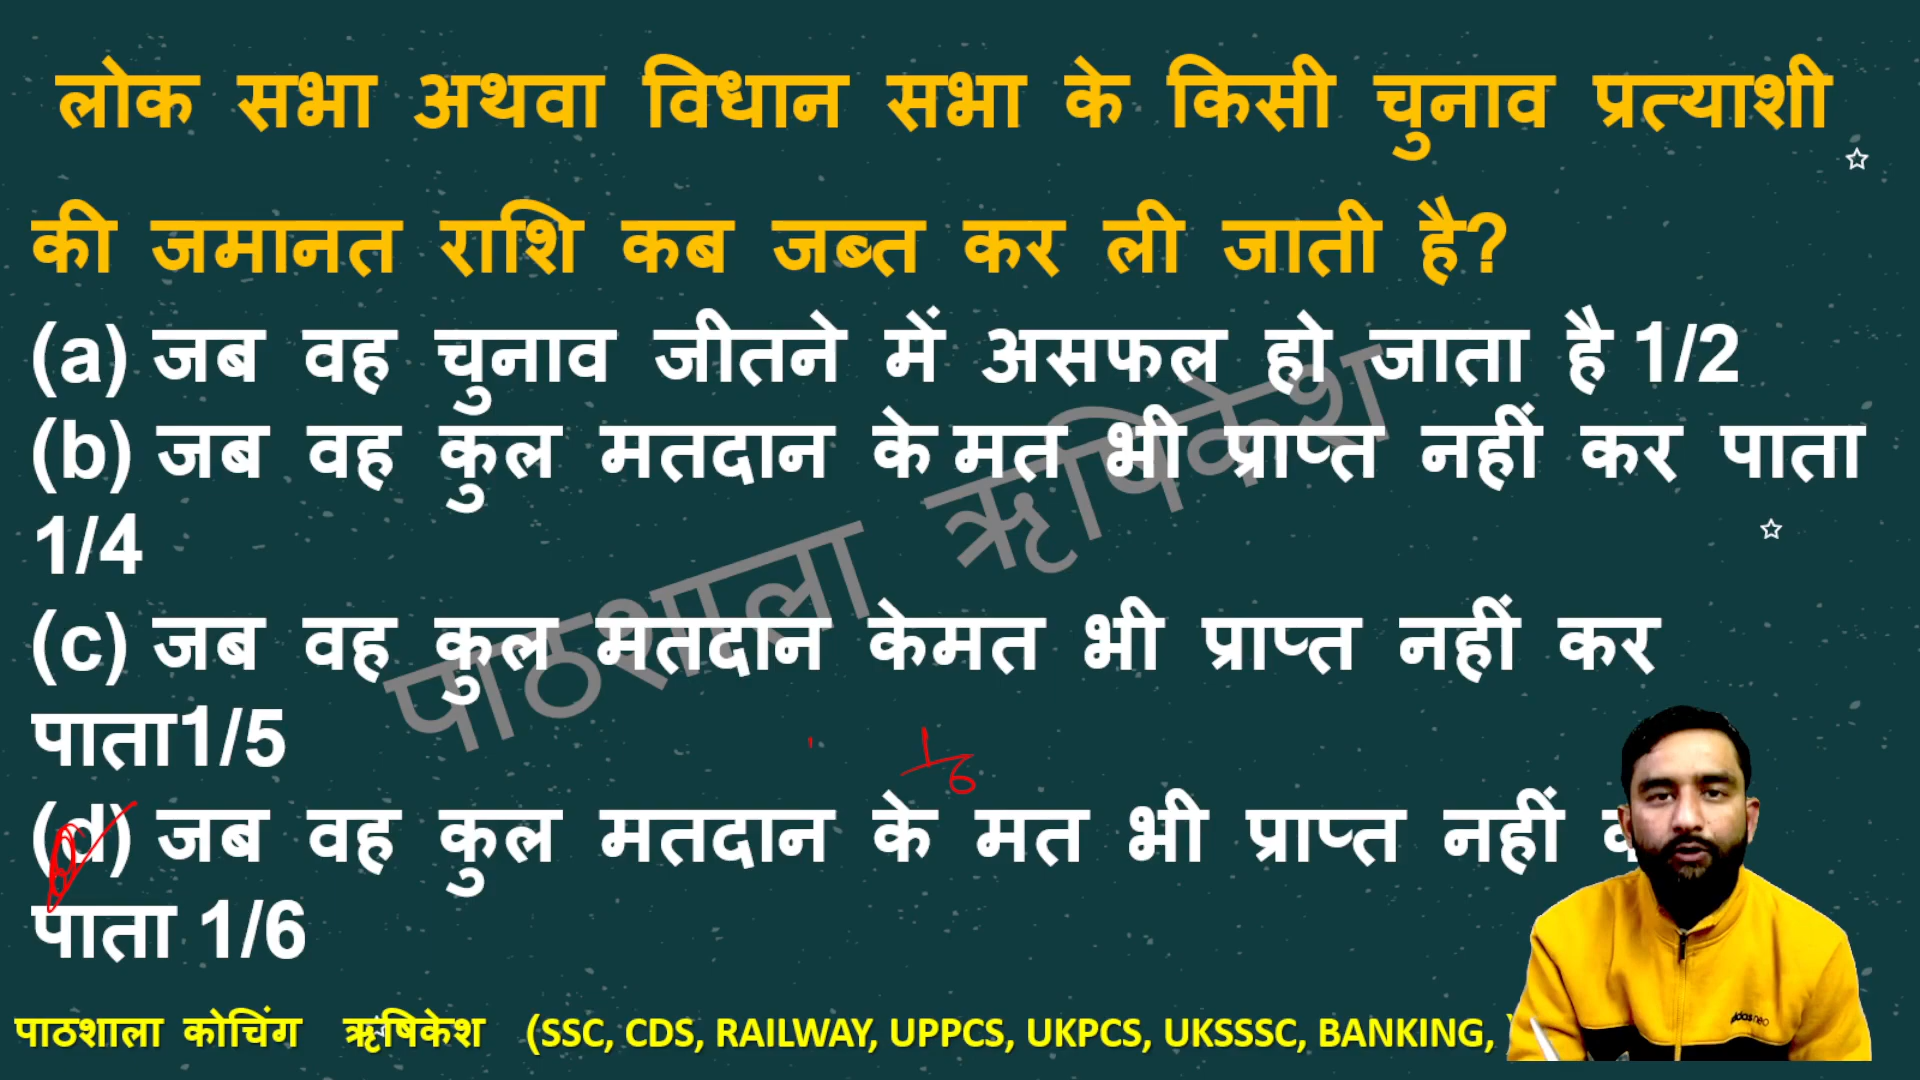 लोक सभा अथवा विधान सभा के किसी चुनाव प्रत्याशी
की जमानत राशि कब जब्त कर ली जाती है?
(a) जब वह चुनाव जीतने में असफल हो जाता है 1/2
(b) जब वह कुल मतदान के मत भी प्राप्त नहीं कर पाता
1/4
(c) जब वह कुल मतदान केमत भी प्राप्त नहीं कर
पाता1/5
1/6
(d) जब वह कुल मतदान के मत भी प्राप्त नहीं
पाता 1/6
पाठशाला ऋषिकेश
पाठशाला कोचिंग ऋषिकेश (SSC, CDS, RAILWAY, UPPCS, UKPCS, UKSSSC, BANKING,